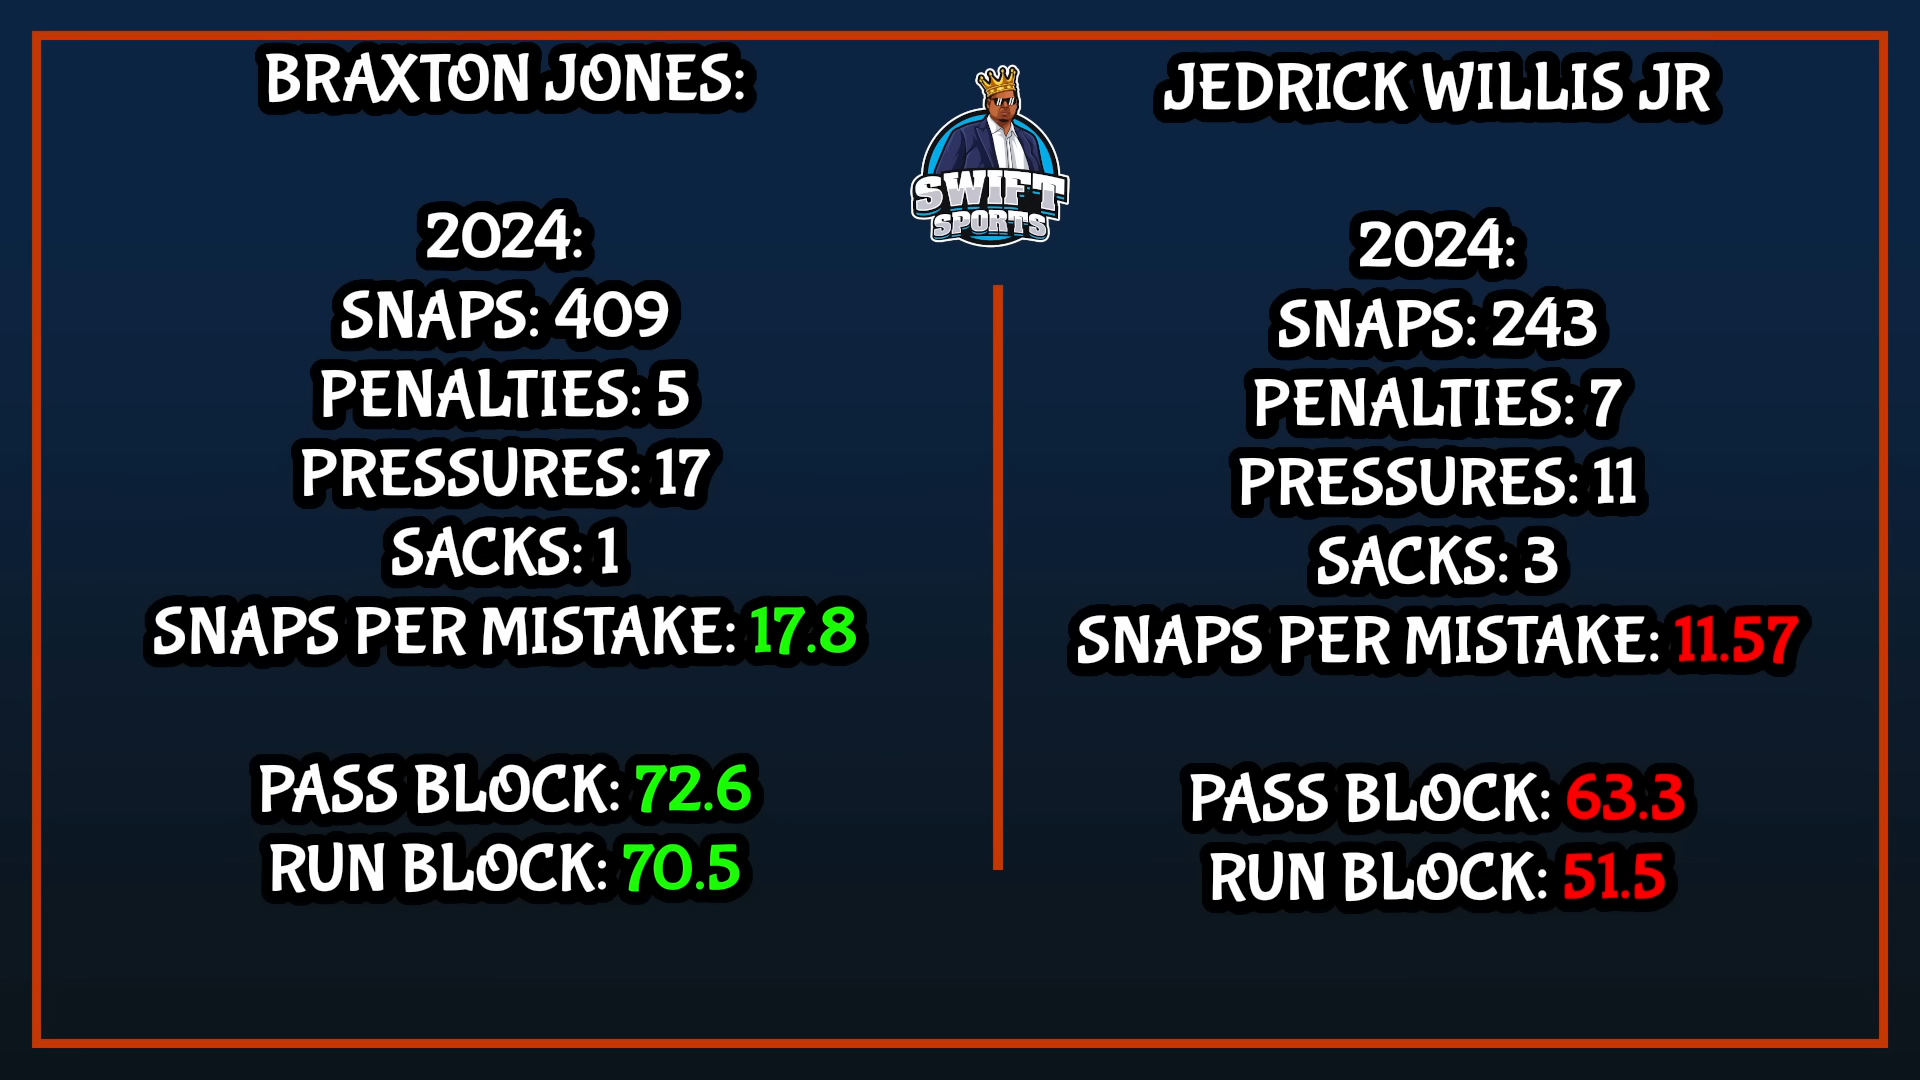 BRAXTON JONES:
2024:
SNAPS: 409
PENALTIES: 5
PRESSURES: 17
SACKS: 1
SNAPS PER MISTAKE: 17.8
PASS BLOCK: 72.6
RUN BLOCK: 70.5
SWIFT
SPORTS
JEDRICK WILLIS JR
2024:
SNAPS: 243
PENALTIES: 7
PRESSURES: 11
SACKS: 3
SNAPS PER MISTAKE: 11.57
PASS BLOCK: 63.3
RUN BLOCK: 51.5